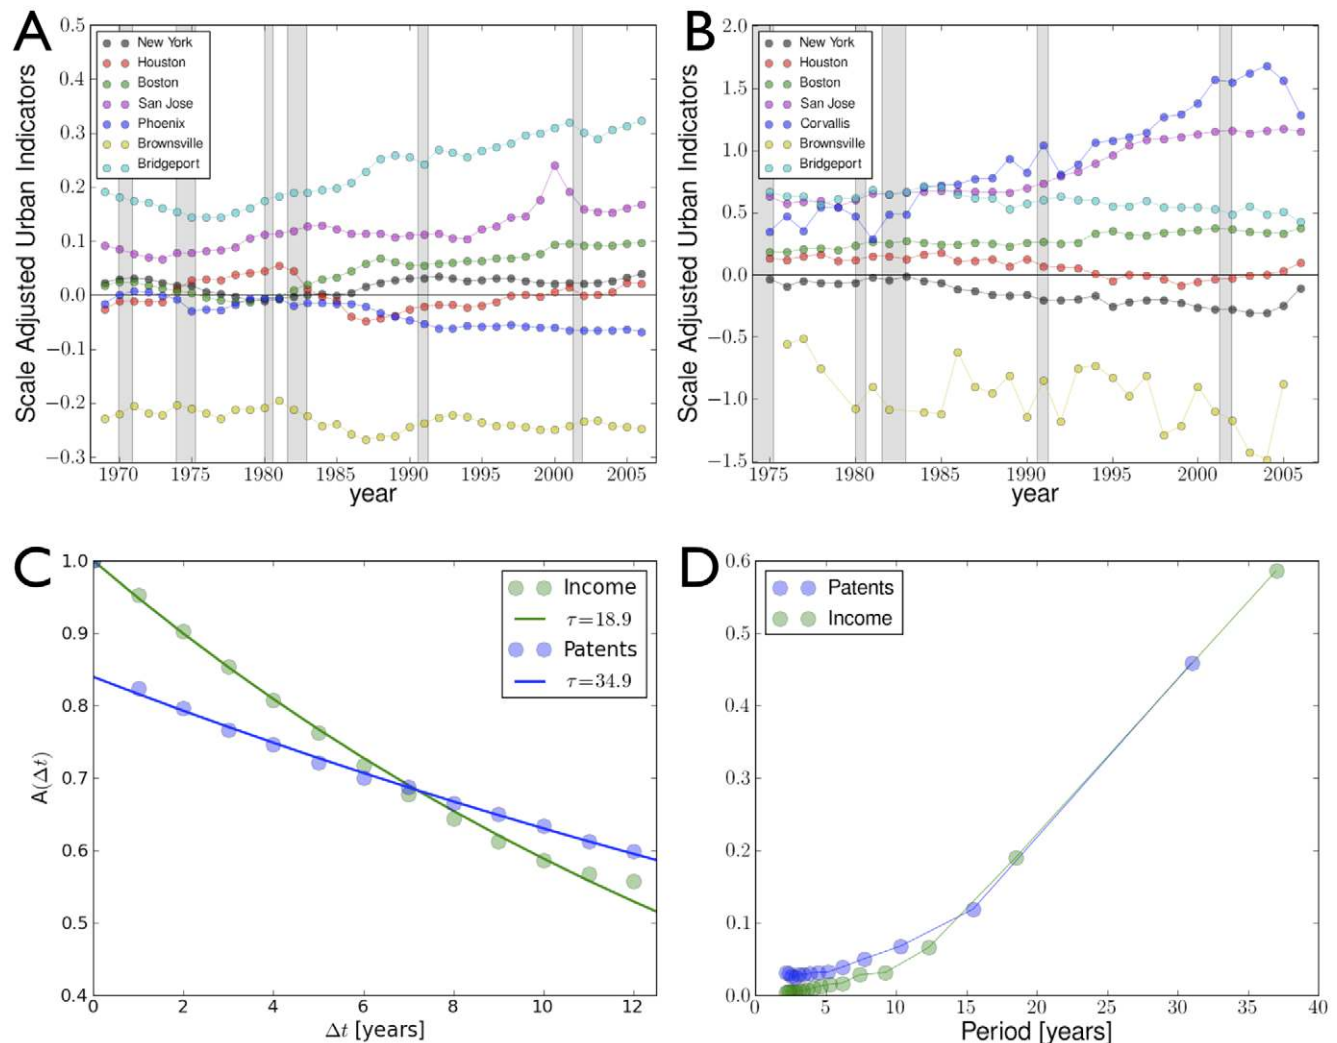 A
Scale Adjusted Urban Indicators
0.5
0.4
0.3
0.2
0.1
0.0
−0.1
−0.2
−0.3
New York
Houston
Boston
San Jose
Phoenix
Brownsville
Bridgeport
1970 1975 1980 1985 1990 1995 2000 2005
year
B
Scale Adjusted Urban Indicators
2.0
1.5
1.0
0.5
0.0
−0.5
−1.0
−1.5
New York
Houston
Boston
San Jose
Corvallis
Brownsville
Bridgeport
1975 1980 1985 1990 1995 2000 2005
year
C
A(Δt)
1.0
0.9
0.8
0.7
0.6
0.5
0.4
Income
τ=18.9
Patents
τ=34.9
0 2 4 6 8 10 12
Δt [years]
D
0.6
0.5
0.4
0.3
0.2
0.1
0.0
Patents
Income
0 5 10 15 20 25 30 35 40
Period [years]